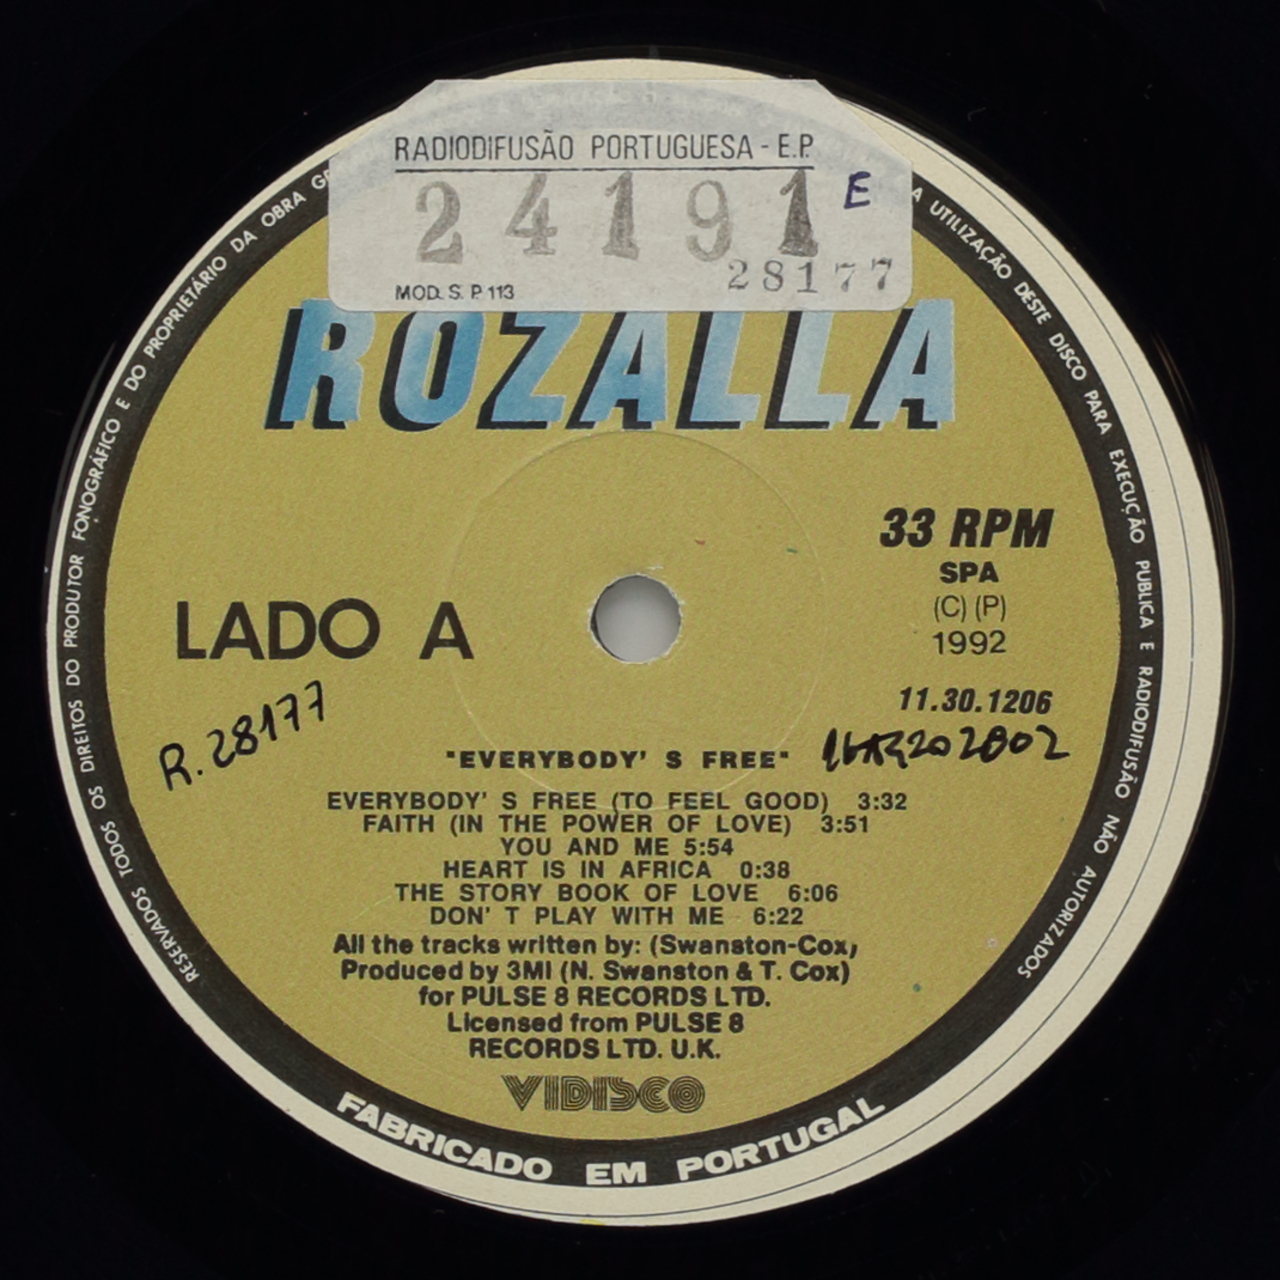 RADIODIFUSÃO PORTUGUESA - E.P.
24191 E
28177
MOD. S. P. 113
ROZALLA
33 RPM
SPA
(C) (P)
1992
LADO A
11.30.1206
R. 28177
2002
"EVERYBODY' S FREE"
EVERYBODY' S FREE (TO FEEL GOOD) 3:32
FAITH (IN THE POWER OF LOVE) 3:51
YOU AND ME 5:54
HEART IS IN AFRICA 0:38
THE STORY BOOK OF LOVE 6:06
DON' T PLAY WITH ME 6:22
All the tracks written by: (Swanston-Cox)
Produced by 3MI (N. Swanston & T. Cox)
for PULSE 8 RECORDS LTD.
Licensed from PULSE 8
RECORDS LTD. U.K.
VIDISCO
RESERVADOS TODOS OS DIREITOS DO PRODUTOR FONOGRÁFICO E DO PROPRIETÁRIO DA OBRA
A UTILIZAÇÃO DESTE DISCO PARA EXECUÇÃO PUBLICA E RADIODIFUSÃO NÃO AUTORIZADOS
FABRICADO EM PORTUGAL